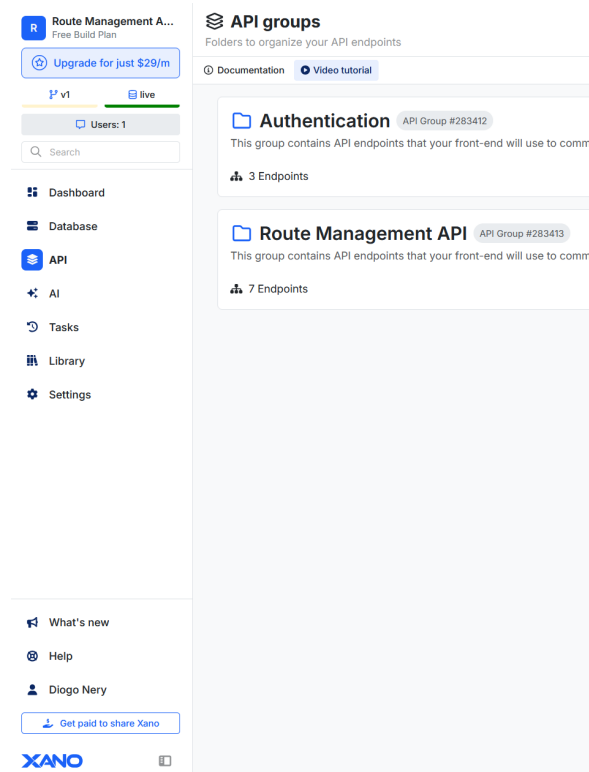 R
Route Management A...
Free Build Plan
Upgrade for just $29/m
v1
live
Users: 1
Search
Dashboard
Database
API
AI
Tasks
Library
Settings
What's new
Help
Diogo Nery
Get paid to share Xano
XANO
API groups
Folders to organize your API endpoints
Documentation
Video tutorial
Authentication API Group #283412
This group contains API endpoints that your front-end will use to comm
3 Endpoints
Route Management API API Group #283413
This group contains API endpoints that your front-end will use to comm
7 Endpoints